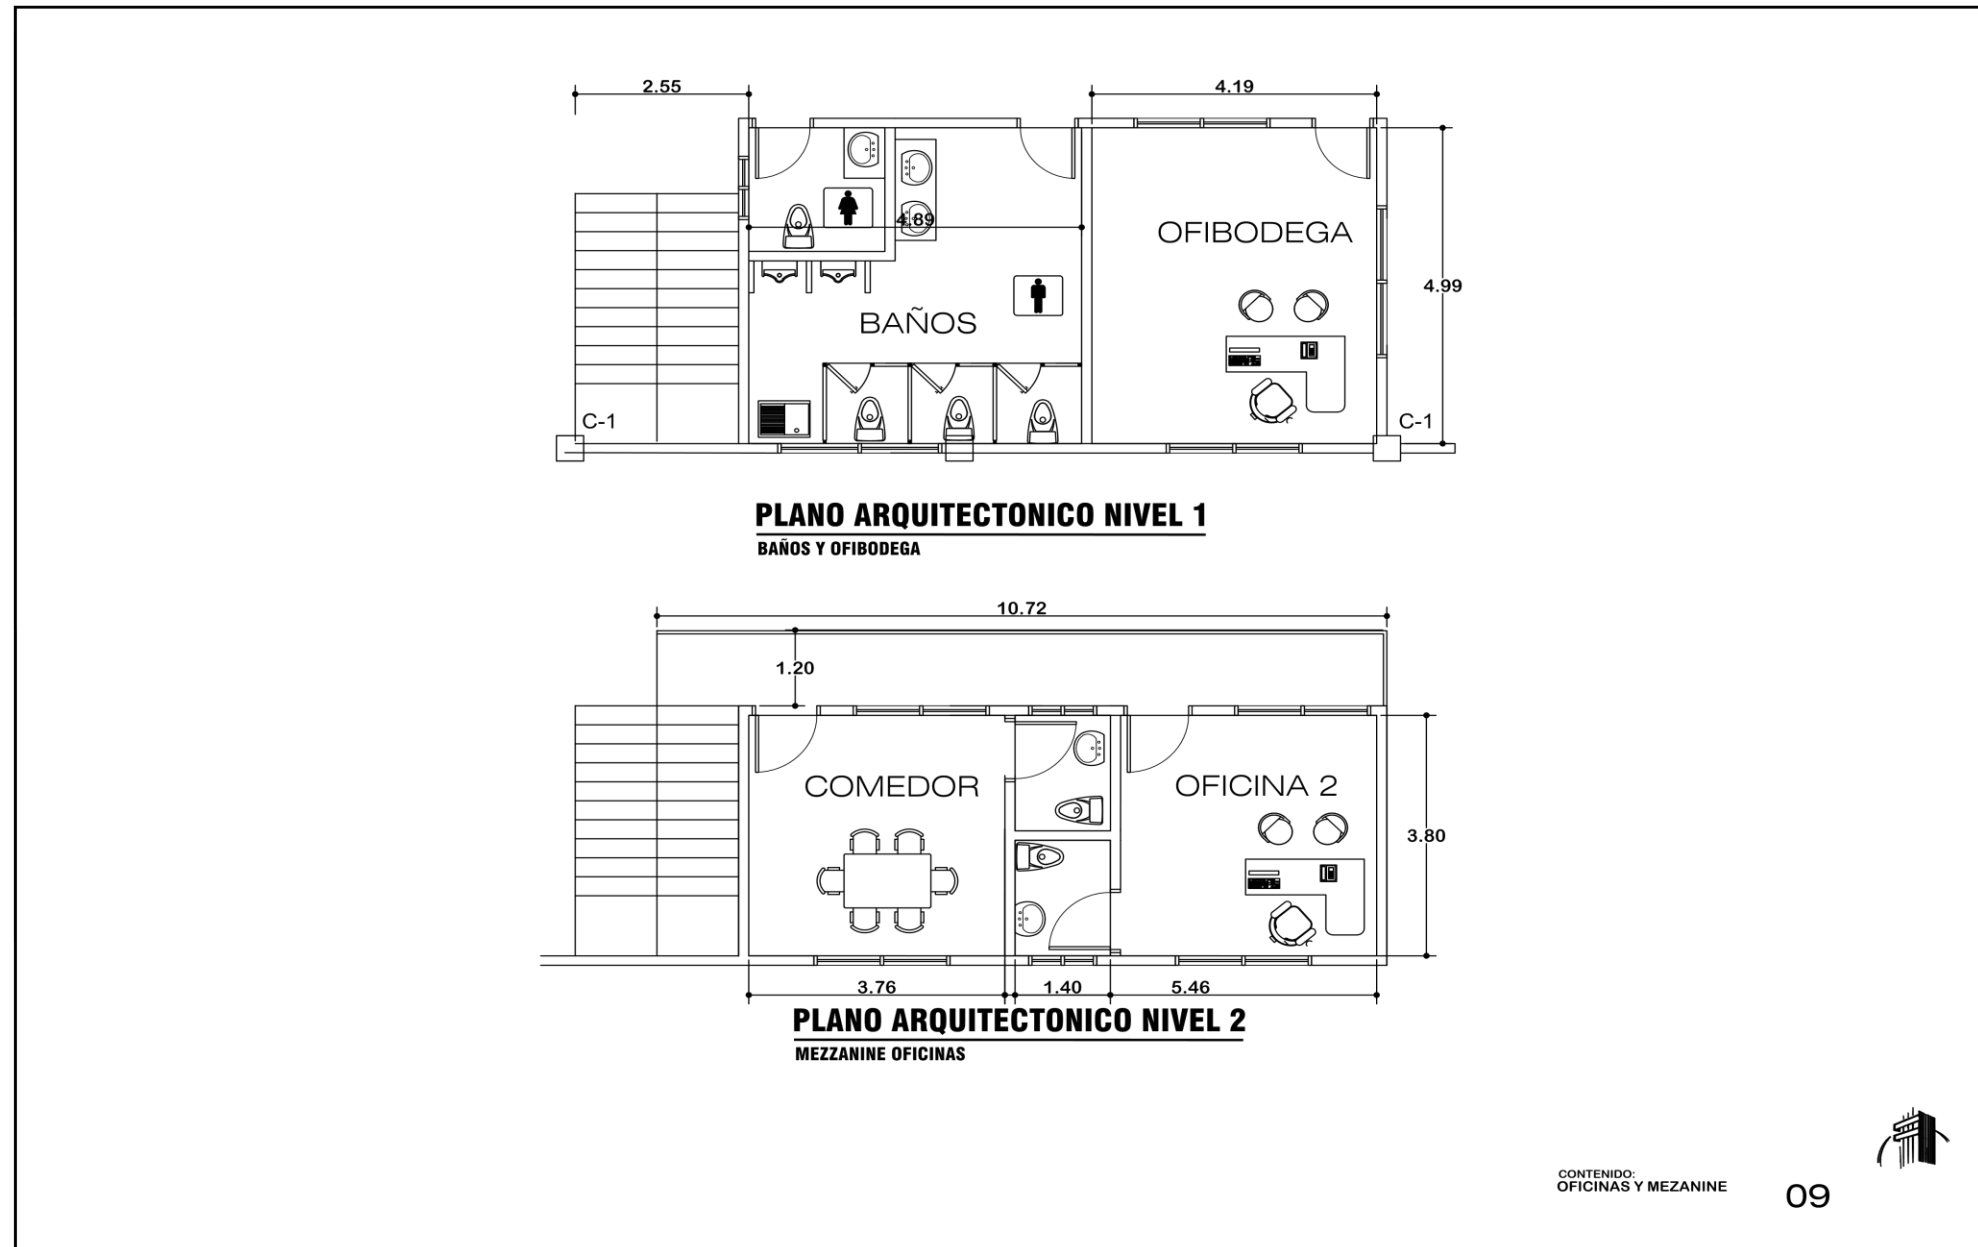 2.55
4.19
4.89
OFIBODEGA
4.99
BAÑOS
C-1
C-1
PLANO ARQUITECTONICO NIVEL 1
BAÑOS Y OFIBODEGA
10.72
1.20
COMEDOR
OFICINA 2
3.80
3.76
1.40
5.46
PLANO ARQUITECTONICO NIVEL 2
MEZZANINE OFICINAS
CONTENIDO:
OFICINAS Y MEZANINE
09